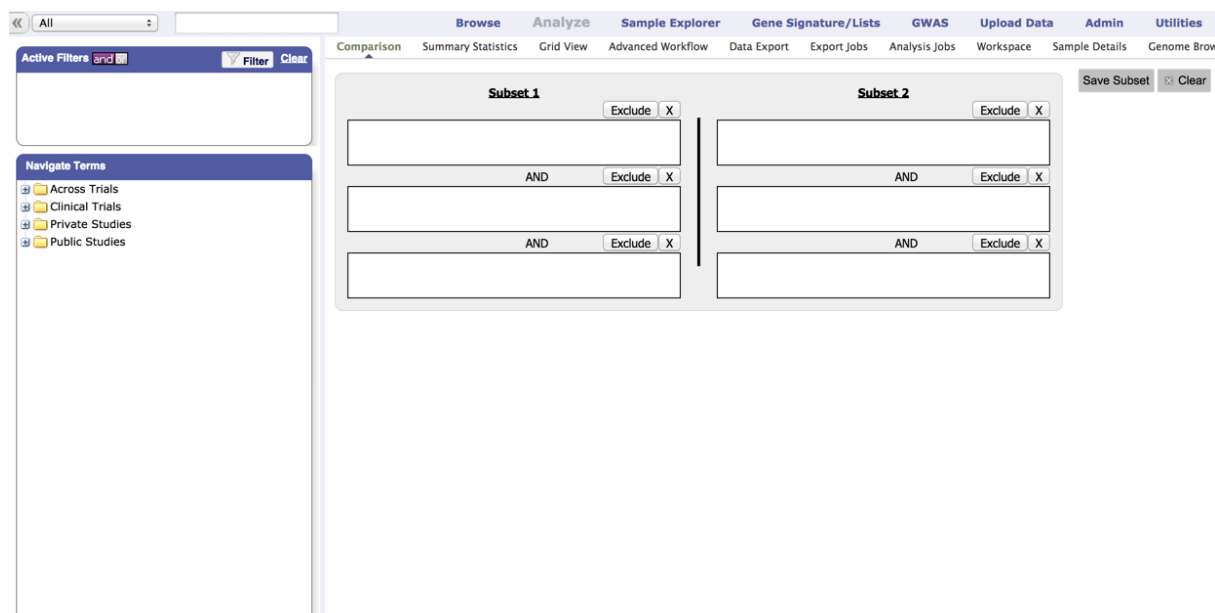 « All Browse Analyze Sample Explorer Gene Signature/Lists GWAS Upload Data Admin Utilities
Comparison Summary Statistics Grid View Advanced Workflow Data Export Export Jobs Analysis Jobs Workspace Sample Details Genome Brow
Active Filters and or Filter Clear
Save Subset Clear
Subset 1 Subset 2
Exclude X Exclude X
Navigate Terms
AND Exclude X AND Exclude X
Across Trials
Clinical Trials
Private Studies
Public Studies
AND Exclude X AND Exclude X